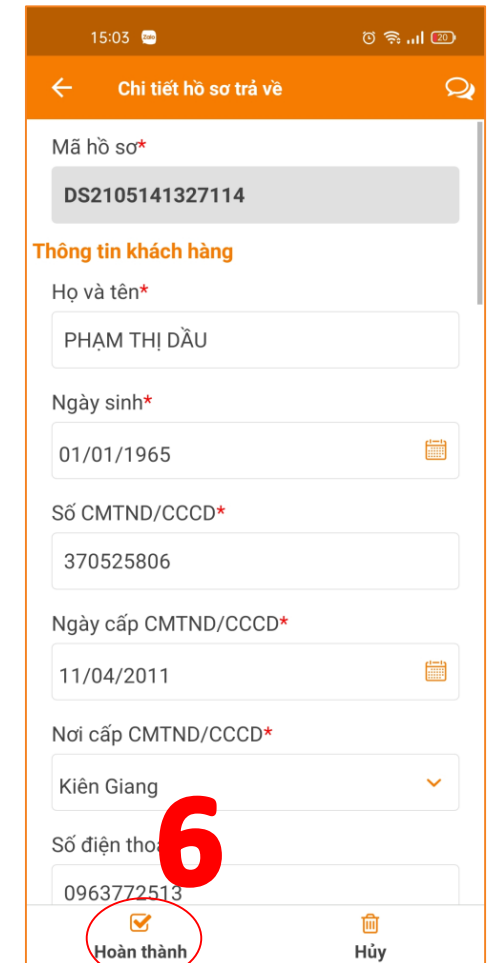 15:03 Zalo 20
Chi tiết hồ sơ trả về
Mã hồ sơ*
DS2105141327114
Thông tin khách hàng
Họ và tên*
PHẠM THỊ DẦU
Ngày sinh*
01/01/1965
Số CMTND/CCCD*
370525806
Ngày cấp CMTND/CCCD*
11/04/2011
Nơi cấp CMTND/CCCD*
Kiên Giang
Số điện thoại
6
0963772513
Hoàn thành Hủy